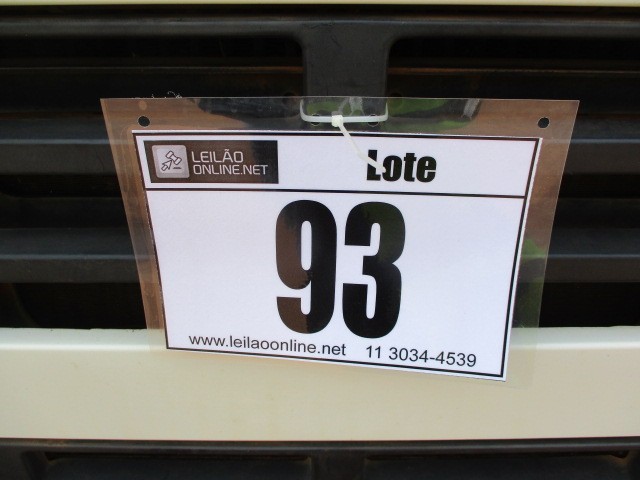 LEILÃO
ONLINE.NET
Lote
93
www.leilaoonline.net 11 3034-4539